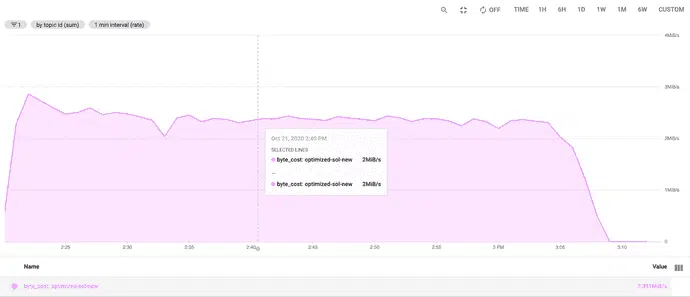 OFF TIME 1H 6H 1D 1W 1M 6W CUSTOM
1 by topic id (sum) 1 min interval (rate)
4MiB/s
3MiB/s
2MiB/s
Oct 21, 2020 2:40 PM
SELECTED LINES
byte_cost: optimized-sol-new 2MiB/s
...
byte_cost: optimized-sol-new 2MiB/s
1MiB/s
0
2:25 2:30 2:35 2:40 2:45 2:50 2:55 3 PM 3:05 3:10
Name Value
byte_cost: optimized-sol-new